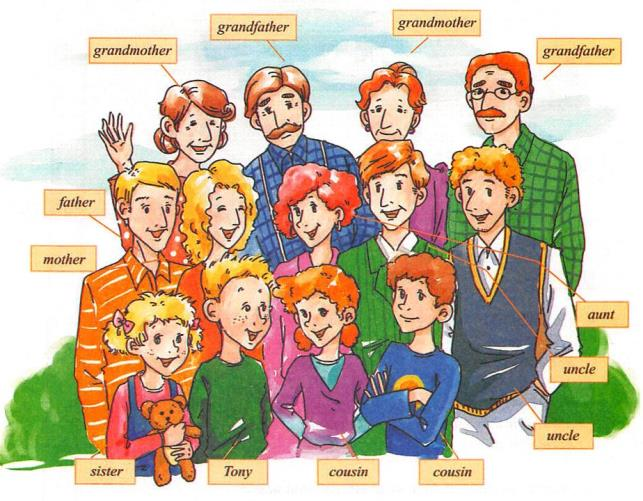 grandmother
grandfather
grandmother
grandfather
father
mother
aunt
uncle
uncle
sister
Tony
cousin
cousin